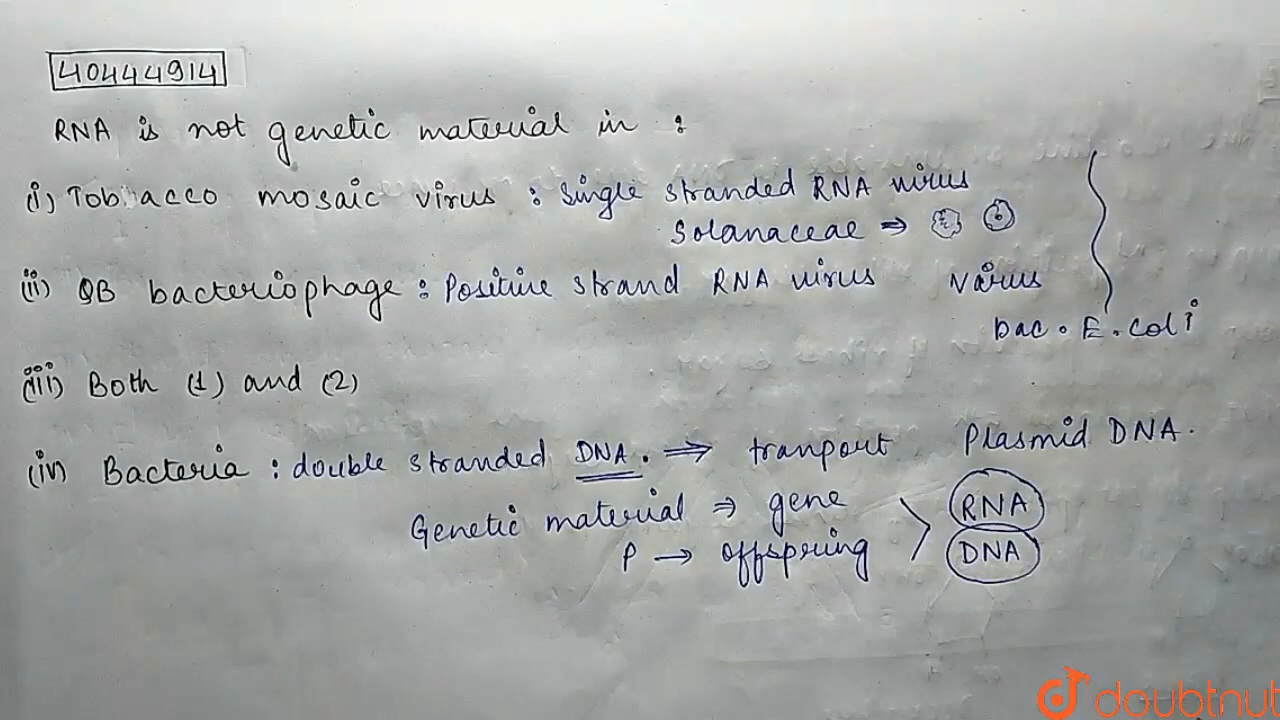 40444914
RNA is not genetic material in :
(i) Tobacco mosaic virus : Single stranded RNA virus
Solanaceae ⇒
(ii) QB bacteriophage : Positive strand RNA virus Virus
bac. E. coli
(iii) Both (1) and (2)
(iv) Bacteria : double stranded DNA. ⇒ tranport Plasmid DNA.
Genetic material ⇒ gene RNA
P → offspring DNA
doubtnut